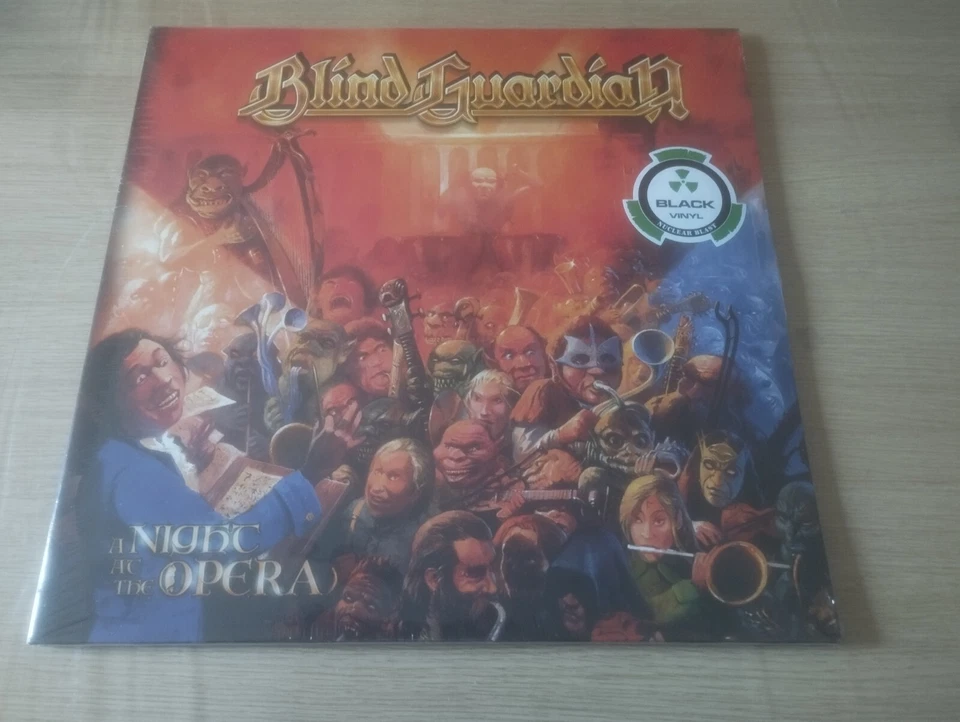 Blind Guardian
BLACK
VINYL
NUCLEAR BLAST
A NIGHT
AT
THE OPERA